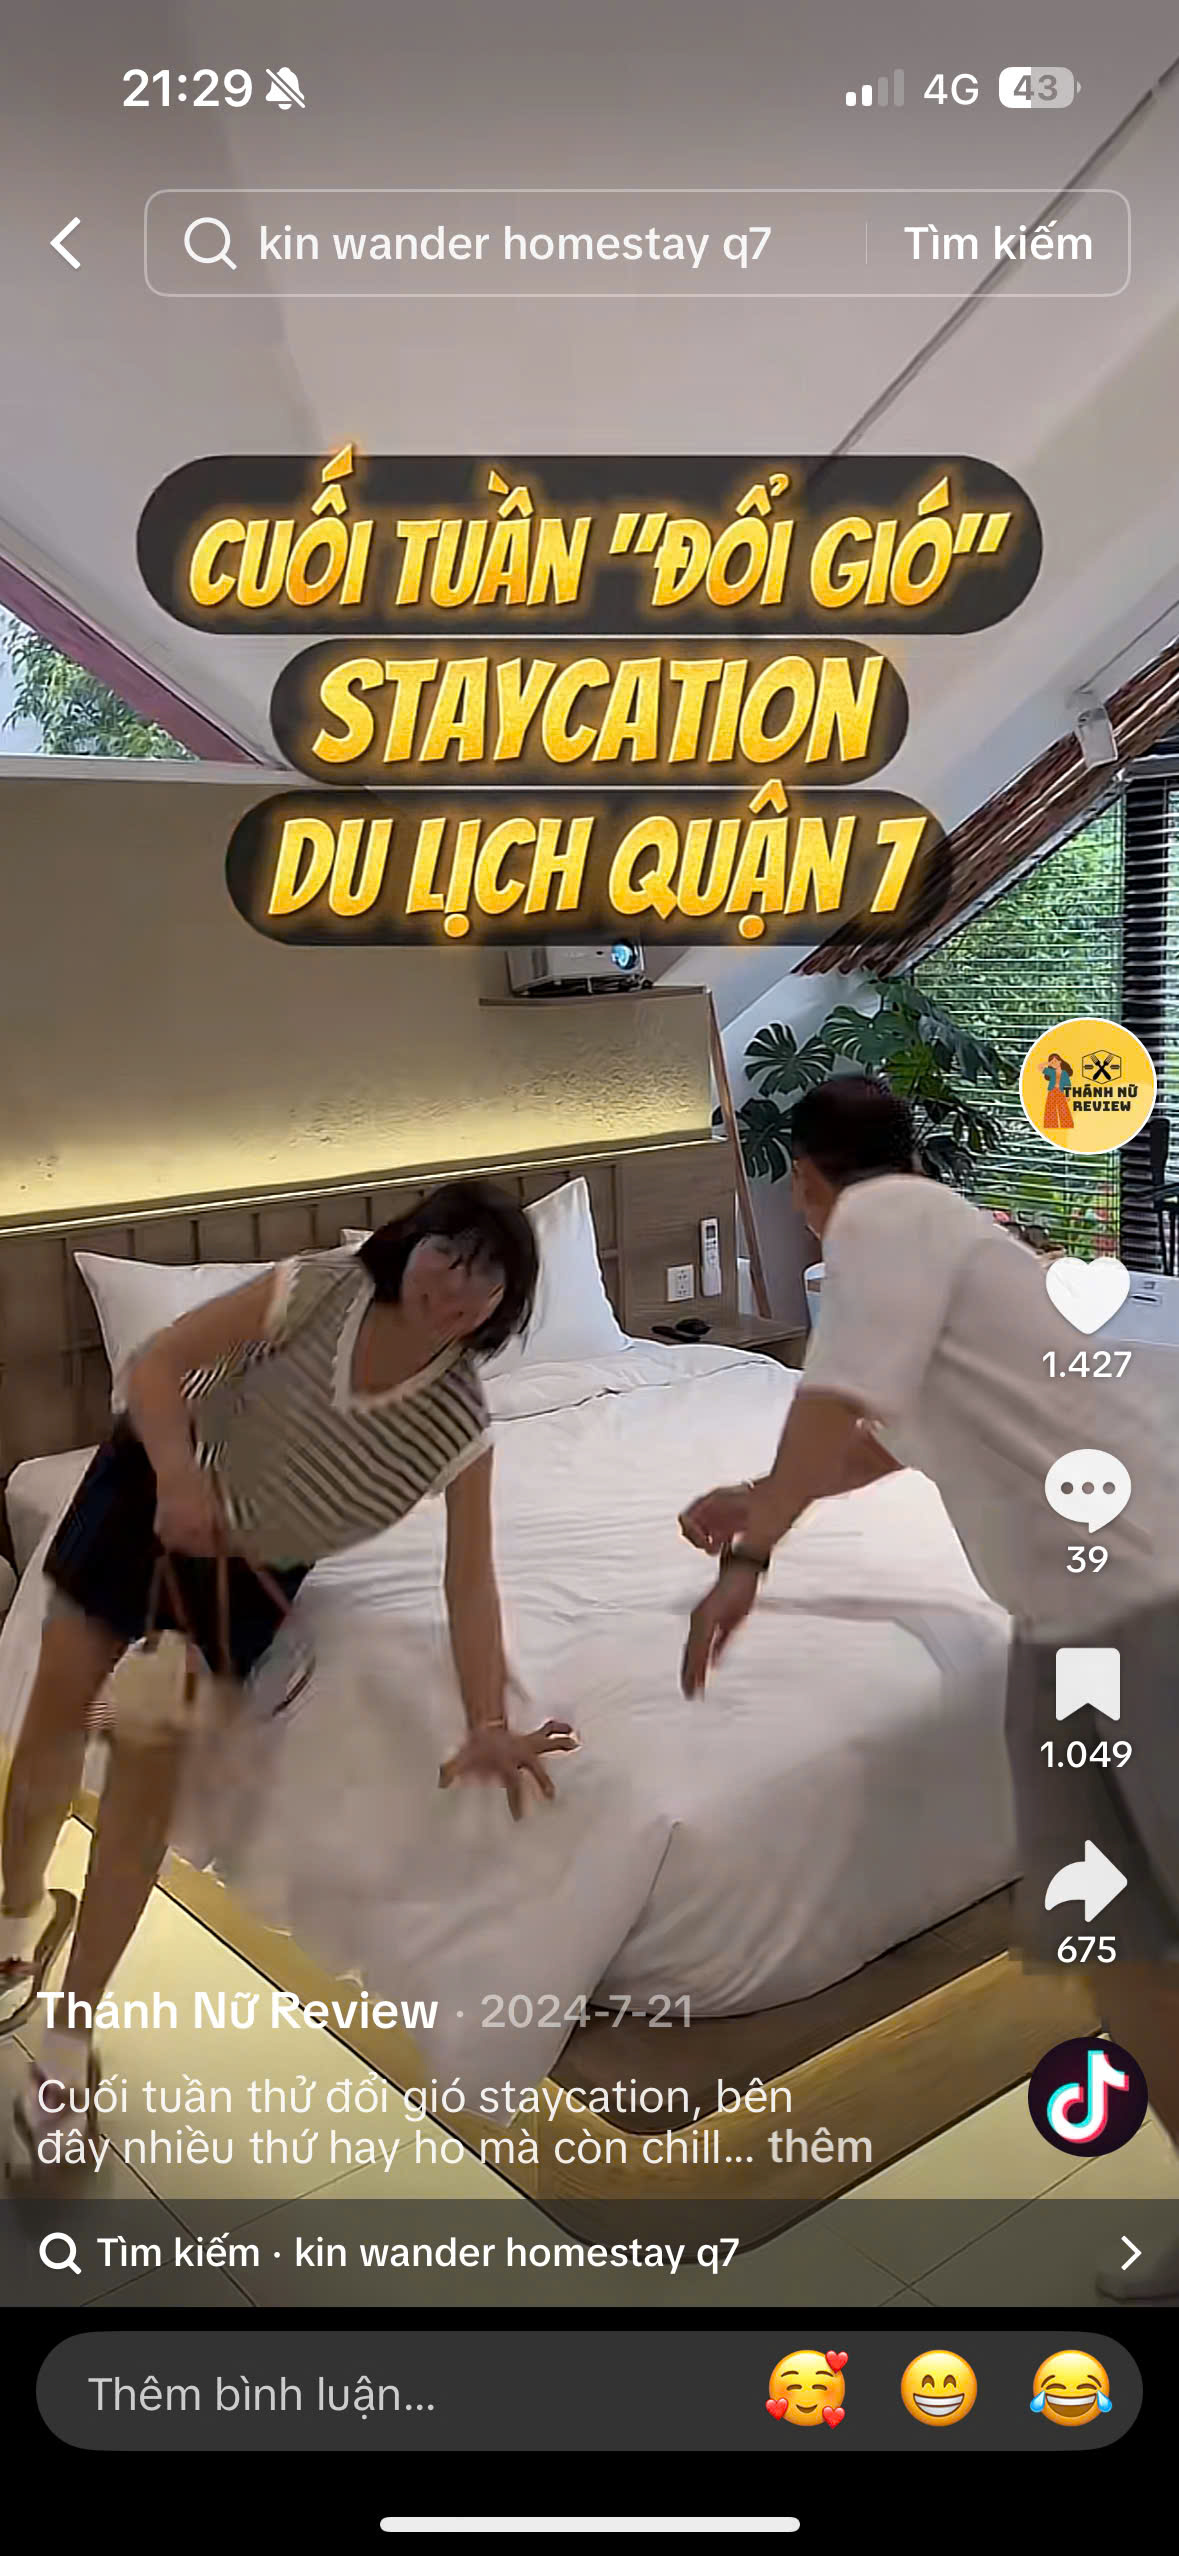 21:29
4G
43
kin wander homestay q7
Tìm kiếm
CUỐI TUẦN "ĐỔI GIÓ"
STAYCATION
DU LỊCH QUẬN 7
THÁNH NỮ
REVIEW
1.427
39
1.049
675
Thánh Nữ Review · 2024-7-21
Cuối tuần thử đổi gió staycation, bên
đây nhiều thứ hay ho mà còn chill... thêm
Tìm kiếm · kin wander homestay q7
Thêm bình luận...